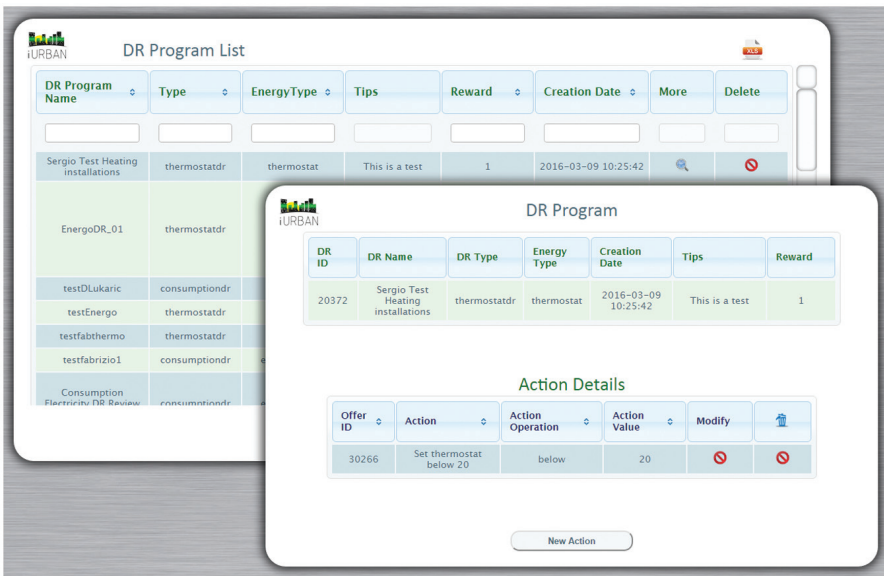 iURBAN
DR Program List
XLS
DR Program
Name
Type
EnergyType
Tips
Reward
Creation Date
More
Delete
Sergio Test Heating
installations
thermostatdr
thermostat
This is a test
1
2016-03-09 10:25:42
EnergoDR_01
thermostatdr
testDLukaric
consumptiondr
testEnergo
thermostatdr
testfabthermo
thermostatdr
testfabrizio1
consumptiondr
e
Consumption
Electricity DR Review
consumptiondr
e
iURBAN
DR Program
DR
ID
DR Name
DR Type
Energy
Type
Creation
Date
Tips
Reward
20372
Sergio Test
Heating
installations
thermostatdr
thermostat
2016-03-09
10:25:42
This is a test
1
Action Details
Offer
ID
Action
Action
Operation
Action
Value
Modify
30266
Set thermostat
below 20
below
20
New Action